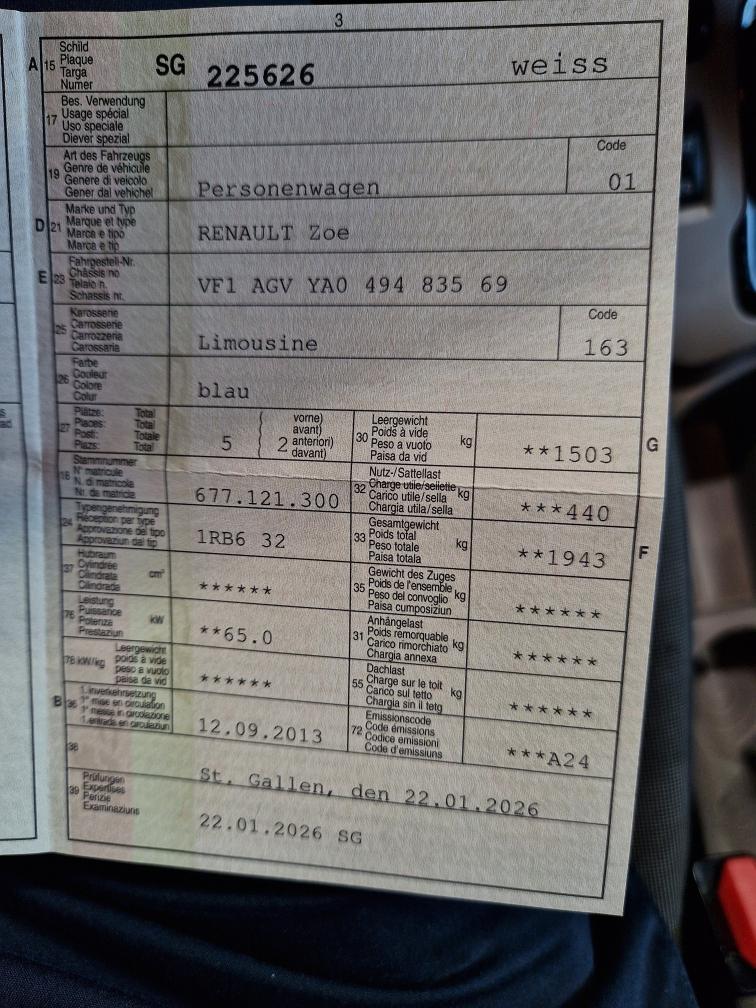 3
A 15 Schild
Plaque
Targa
Numer
SG 225626 weiss
17 Bes. Verwendung
Usage spécial
Uso speciale
Diever spezial
19 Art des Fahrzeugs
Genre de véhicule
Genere di veicolo
Gener dal vehichel
Personenwagen
Code
01
D 21 Marke und Typ
Marque et type
Marca e tipo
Marca e tip
RENAULT Zoe
E 23 Fahrgestell-Nr.
Châssis no
Telaio n.
Schassis nr.
VF1 AGV YA0 494 835 69
25 Karosserie
Carrosserie
Carrozzeria
Carossaria
Limousine
Code
163
26 Farbe
Couleur
Colore
Colur
blau
27 Plätze: Total
Places: Total
Posti: Totale
Plazs: Total
5
2
vorne)
avant)
anteriori)
davant)
30 Leergewicht
Poids à vide
Peso a vuoto
Paisa da vid
kg
**1503
G
18 Stammnummer
N° matricule
N. di matricola
Nr. da matricla
677.121.300
32 Nutz-/Sattellast
Charge utile/sellette
Carico utile/sella
Chargia utila/sella
kg
***440
24 Typengenehmigung
Réception par type
Approvazione del tipo
Approvaziun dal tip
1RB6 32
33 Gesamtgewicht
Poids total
Peso totale
Paisa totala
kg
**1943
F
37 Hubraum
Cylindrée
Cilindrata
Cilindrada
cm³
******
35 Gewicht des Zuges
Poids de l'ensemble
Peso del convoglio
Paisa cumposiziun
kg
******
76 Leistung
Puissance
Potenza
Prestaziun
kW
**65.0
31 Anhängelast
Poids remorquable
Carico rimorchiato
Chargia annexa
kg
******
78 kW/kg Leergewicht
poids à vide
peso a vuoto
paisa da vid
******
55 Dachlast
Charge sur le toit
Carico sul tetto
Chargia sin il tetg
kg
******
B 36 1. Inverkehrsetzung
1re mise en circulation
1a messa in circolazione
1. entrada en circulaziun
12.09.2013
72 Emissionscode
Code émissions
Codice emissioni
Code d'emissiuns
***A24
38
St. Gallen, den 22.01.2026
39 Prüfungen
Expertises
Perizie
Examinaziuns
22.01.2026 SG